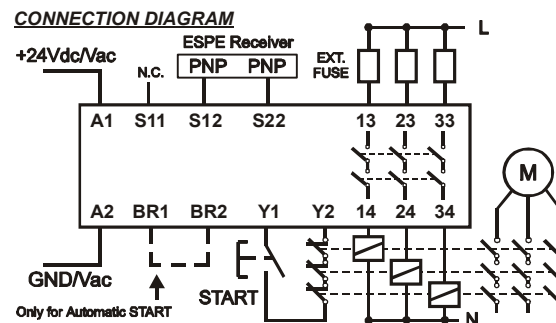 CONNECTION DIAGRAM
+24Vdc/Vac
ESPE Receiver
PNP PNP
N.C.
EXT.
FUSE
L
A1 S11 S12 S22 13 23 33
M
A2 BR1 BR2 Y1 Y2 14 24 34
GND/Vac
START
Only for Automatic START
N